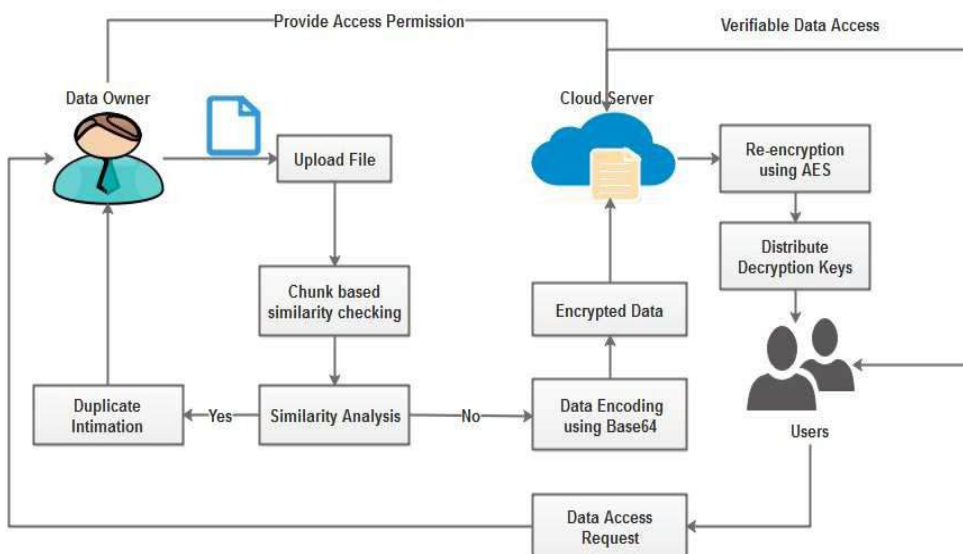 Provide Access Permission
Verifiable Data Access
Data Owner
Cloud Server
Upload File
Re-encryption
using AES
Distribute
Decryption Keys
Chunk based
similarity checking
Encrypted Data
Duplicate
Intimation
Yes
Similarity Analysis
No
Data Encoding
using Base64
Users
Data Access
Request